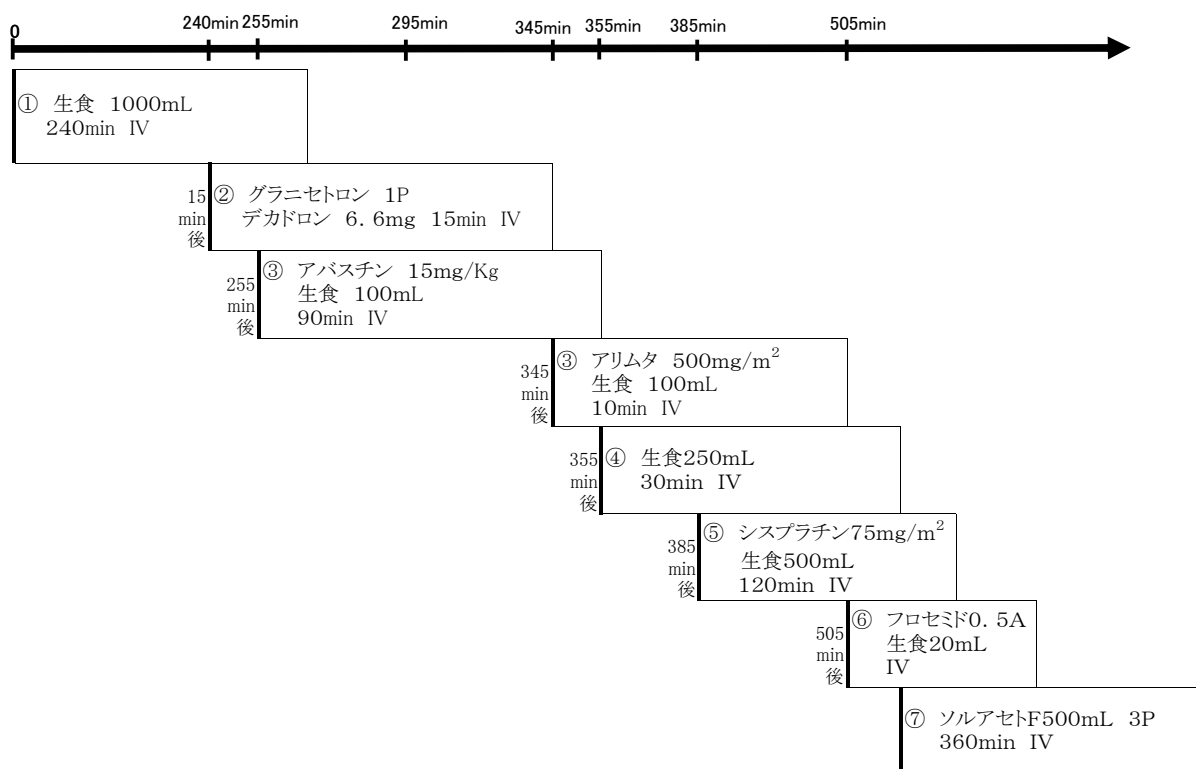 0
240min
255min
295min
345min
355min
385min
505min
① 生食 1000mL
240min IV
15
min
後
② グラニセトロン 1P
デカドロン 6.6mg 15min IV
255
min
後
③ アバスチン 15mg/Kg
生食 100mL
90min IV
345
min
後
③ アリムタ 500mg/m²
生食 100mL
10min IV
355
min
後
④ 生食250mL
30min IV
385
min
後
⑤ シスプラチン75mg/m²
生食500mL
120min IV
505
min
後
⑥ フロセミド0.5A
生食20mL
IV
⑦ ソルアセトF500mL 3P
360min IV